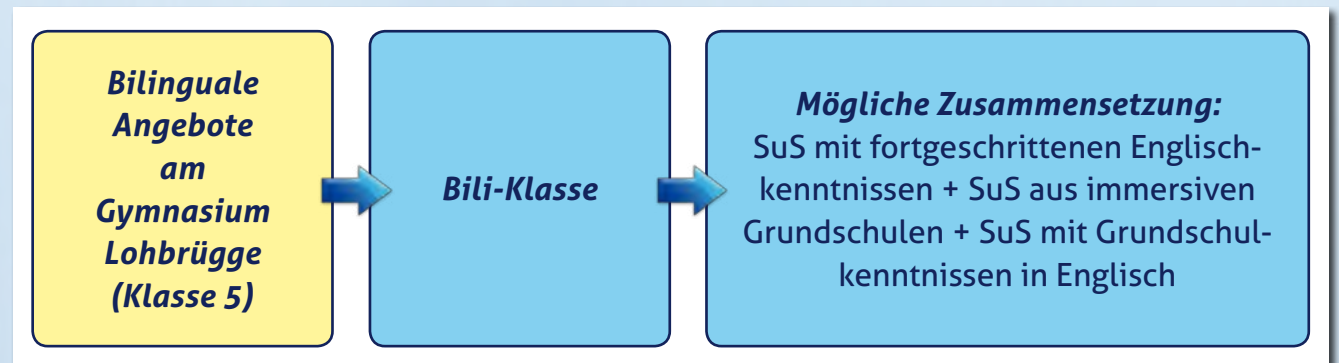 Bilinguale
Angebote
am
Gymnasium
Lohbrügge
(Klasse 5)
Bili-Klasse
Mögliche Zusammensetzung:
SuS mit fortgeschrittenen Englisch-
kenntnissen + SuS aus immersiven
Grundschulen + SuS mit Grundschul-
kenntnissen in Englisch